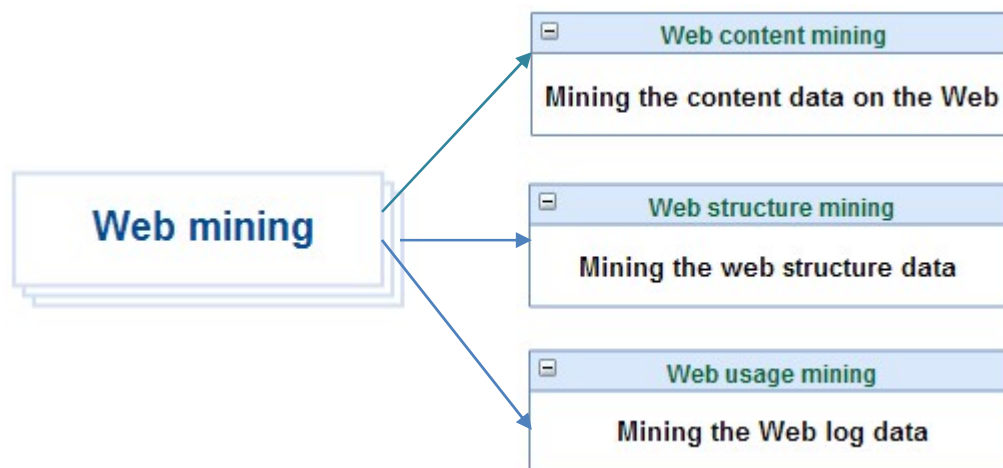 Web mining
Web content mining
Mining the content data on the Web
Web structure mining
Mining the web structure data
Web usage mining
Mining the Web log data